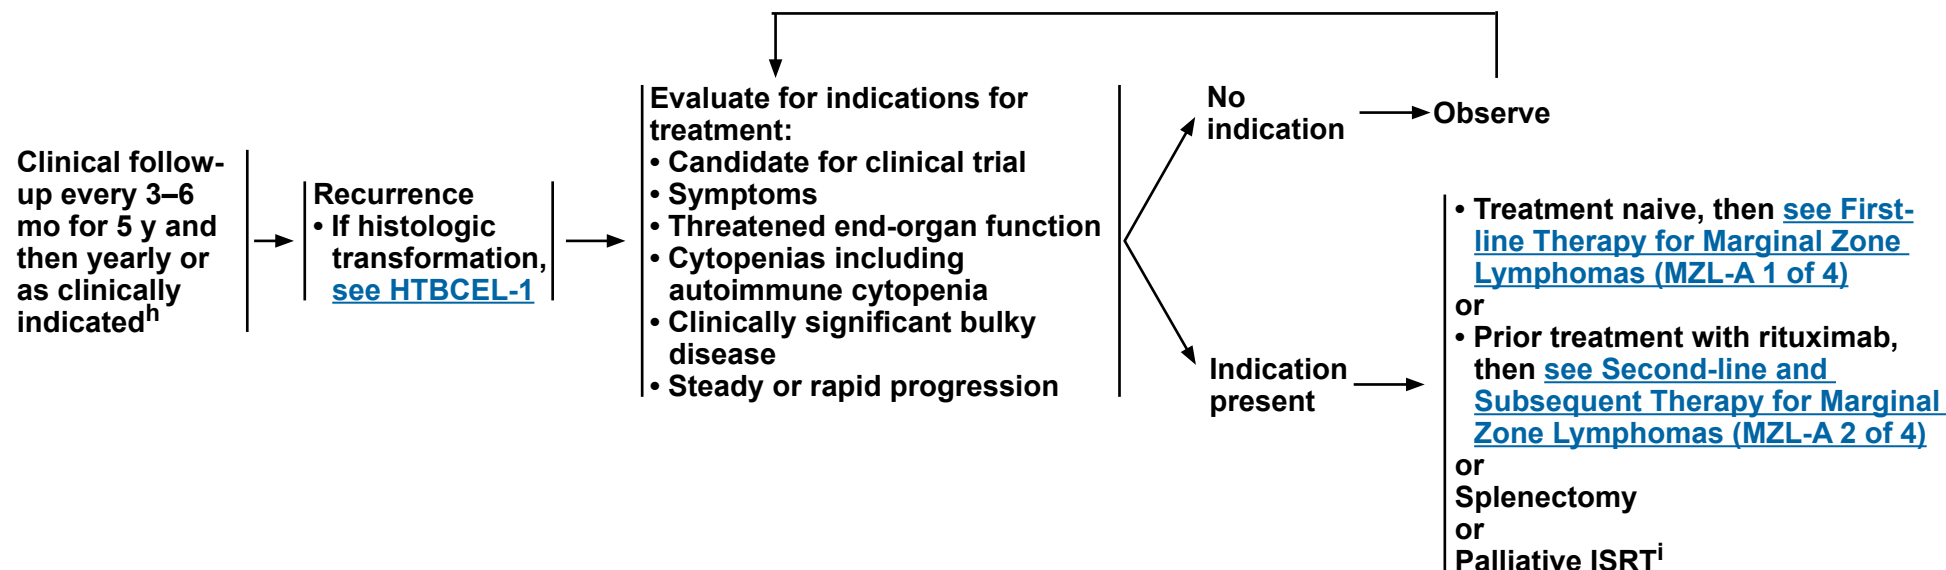 Clinical follow-
up every 3–6
mo for 5 y and
then yearly or
as clinically
indicatedh
Recurrence
• If histologic
transformation,
see HTBCEL-1
Evaluate for indications for
treatment:
• Candidate for clinical trial
• Symptoms
• Threatened end-organ function
• Cytopenias including
autoimmune cytopenia
• Clinically significant bulky
disease
• Steady or rapid progression
No
indication
Observe
Indication
present
• Treatment naive, then see First-
line Therapy for Marginal Zone
Lymphomas (MZL-A 1 of 4)
or
• Prior treatment with rituximab,
then see Second-line and
Subsequent Therapy for Marginal
Zone Lymphomas (MZL-A 2 of 4)
or
Splenectomy
or
Palliative ISRTi